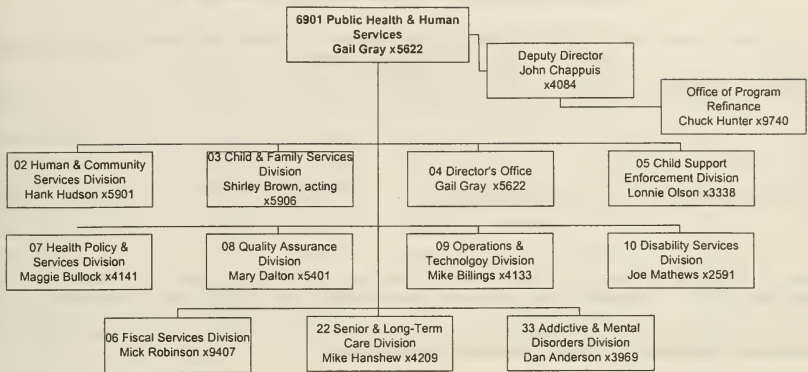 6901 Public Health & Human
Services
Gail Gray x5622
Deputy Director
John Chappuis
x4084
Office of Program
Refinance
Chuck Hunter x9740
02 Human & Community
Services Division
Hank Hudson x5901
03 Child & Family Services
Division
Shirley Brown, acting
x5906
04 Director's Office
Gail Gray x5622
05 Child Support
Enforcement Division
Lonnie Olson x3338
07 Health Policy &
Services Division
Maggie Bullock x4141
08 Quality Assurance
Division
Mary Dalton x5401
09 Operations &
Technolgoy Division
Mike Billings x4133
10 Disability Services
Division
Joe Mathews x2591
06 Fiscal Services Division
Mick Robinson x9407
22 Senior & Long-Term
Care Division
Mike Hanshew x4209
33 Addictive & Mental
Disorders Division
Dan Anderson x3969